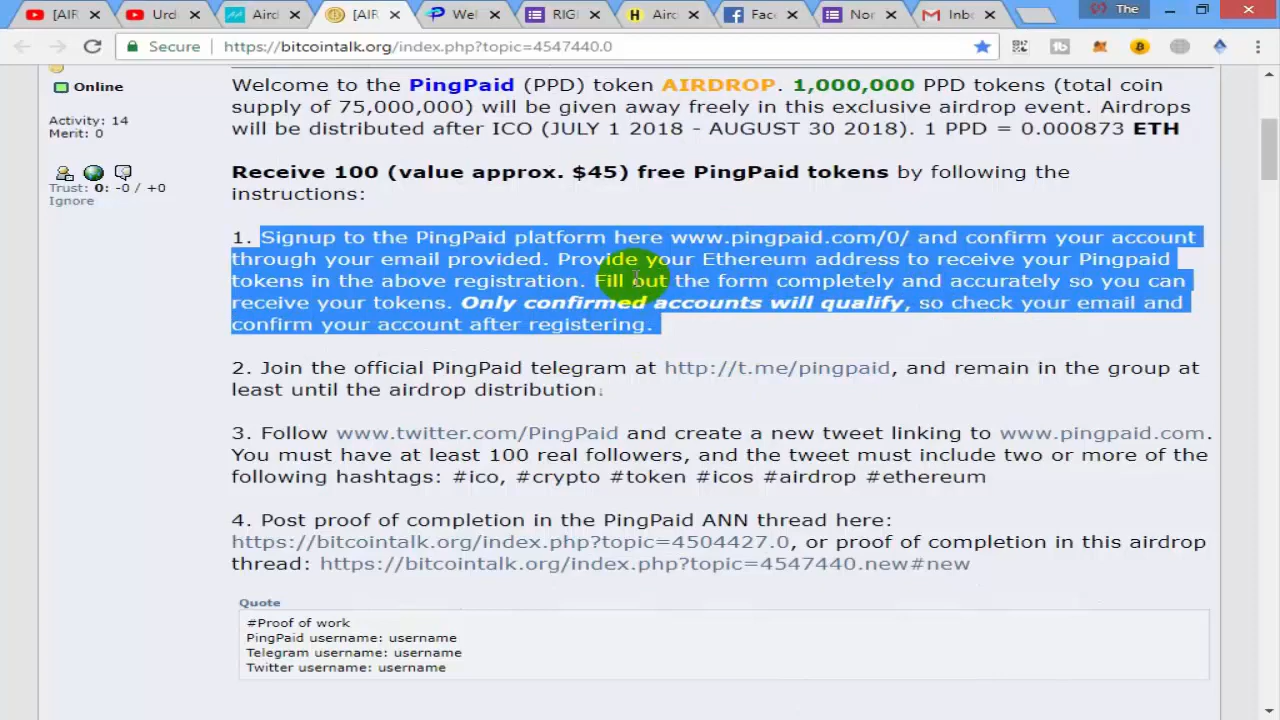 [AIR
Urd
Aird
[AIR
Wel
RIG
Airc
Fac
Nor
Inb
The
Secure
https://bitcointalk.org/index.php?topic=4547440.0
Online
Activity: 14
Merit: 0
Trust: 0: -0 / +0
Ignore
Welcome to the PingPaid (PPD) token AIRDROP. 1,000,000 PPD tokens (total coin
supply of 75,000,000) will be given away freely in this exclusive airdrop event. Airdrops
will be distributed after ICO (JULY 1 2018 - AUGUST 30 2018). 1 PPD = 0.000873 ETH
Receive 100 (value approx. $45) free PingPaid tokens by following the
instructions:
1. Signup to the PingPaid platform here www.pingpaid.com/0/ and confirm your account
through your email provided. Provide your Ethereum address to receive your Pingpaid
tokens in the above registration. Fill out the form completely and accurately so you can
receive your tokens. Only confirmed accounts will qualify, so check your email and
confirm your account after registering.
2. Join the official PingPaid telegram at http://t.me/pingpaid, and remain in the group at
least until the airdrop distribution.
3. Follow www.twitter.com/PingPaid and create a new tweet linking to www.pingpaid.com.
You must have at least 100 real followers, and the tweet must include two or more of the
following hashtags: #ico, #crypto #token #icos #airdrop #ethereum
4. Post proof of completion in the PingPaid ANN thread here:
https://bitcointalk.org/index.php?topic=4504427.0, or proof of completion in this airdrop
thread: https://bitcointalk.org/index.php?topic=4547440.new#new
Quote
#Proof of work
PingPaid username: username
Telegram username: username
Twitter username: username